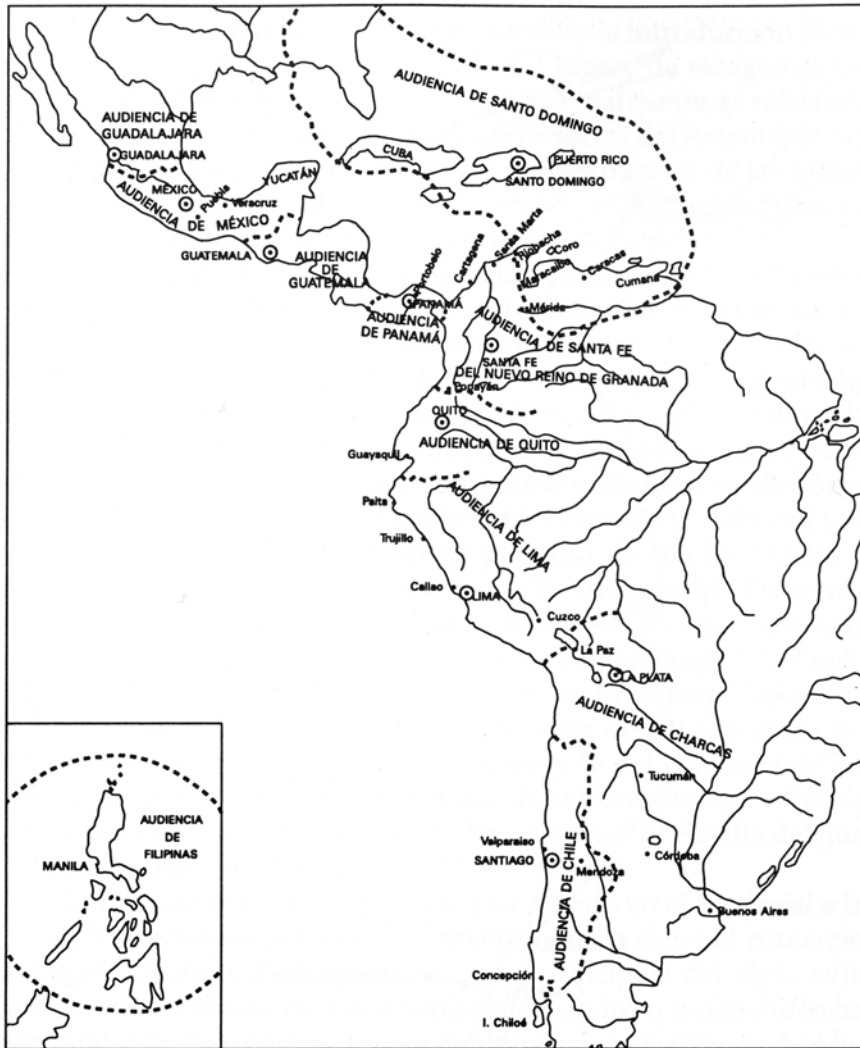 AUDIENCIA DE SANTO DOMINGO
AUDIENCIA DE
GUADALAJARA
GUADALAJARA
CUBA
PUERTO RICO
SANTO DOMINGO
YUCATÁN
MÉXICO
Puebla
Veracruz
AUDIENCIA
DE MÉXICO
GUATEMALA
AUDIENCIA
DE
GUATEMALA
Portobelo
PANAMÁ
AUDIENCIA
DE PANAMÁ
Cartagena
Santa Marta
Riohacha
Coro
Maracaibo
Caracas
Cumana
Mérida
AUDIENCIA DE SANTA FE
SANTA FE
DEL NUEVO REINO DE GRANADA
Popayán
QUITO
AUDIENCIA DE QUITO
Guayaquil
Paita
AUDIENCIA DE LIMA
Trujillo
Callao
LIMA
Cuzco
La Paz
LA PLATA
AUDIENCIA DE CHARCAS
Tucumán
Valparaiso
SANTIAGO
Mendoza
Córdoba
AUDIENCIA DE CHILE
Buenos Aires
Concepción
I. Chiloé
AUDIENCIA
DE
FILIPINAS
MANILA